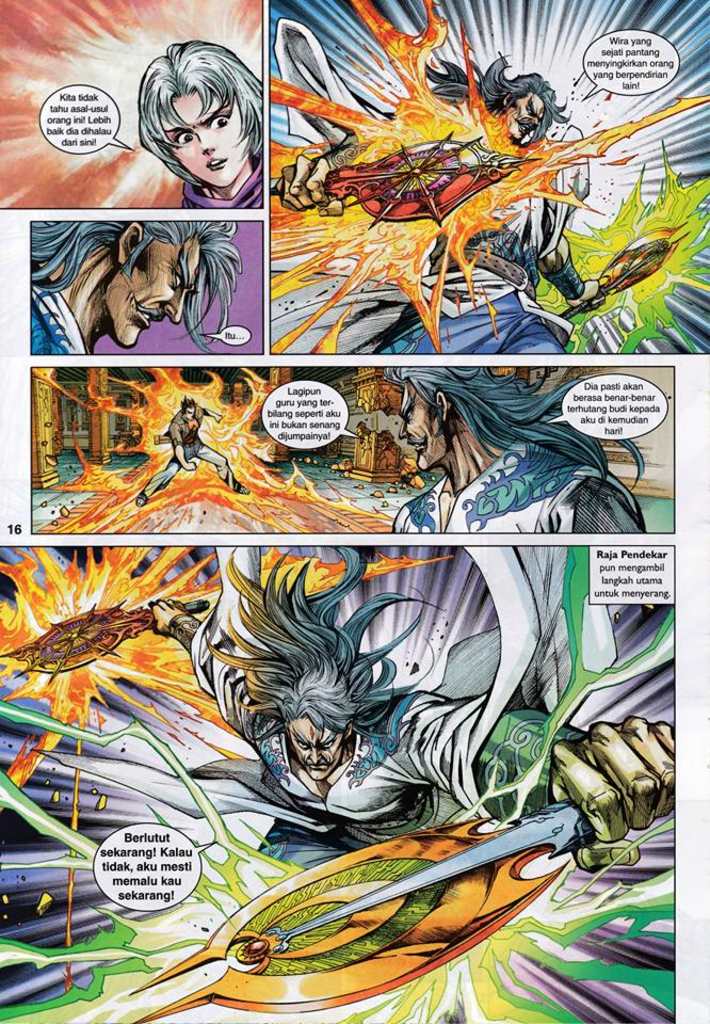 Kita tidak
tahu asal-usul
orang ini! Lebih
baik dia dihalau
dari sini!
Wira yang
sejati pantang
menyingkirkan orang
yang berpendirian
lain!
Itu...
Lagipun
guru yang ter-
bilang seperti aku
ini bukan senang
dijumpainya!
Dia pasti akan
berasa benar-benar
terhutang budi kepada
aku di kemudian
hari!
16
Raja Pendekar
pun mengambil
langkah utama
untuk menyerang.
Berlutut
sekarang! Kalau
tidak, aku mesti
memalu kau
sekarang!